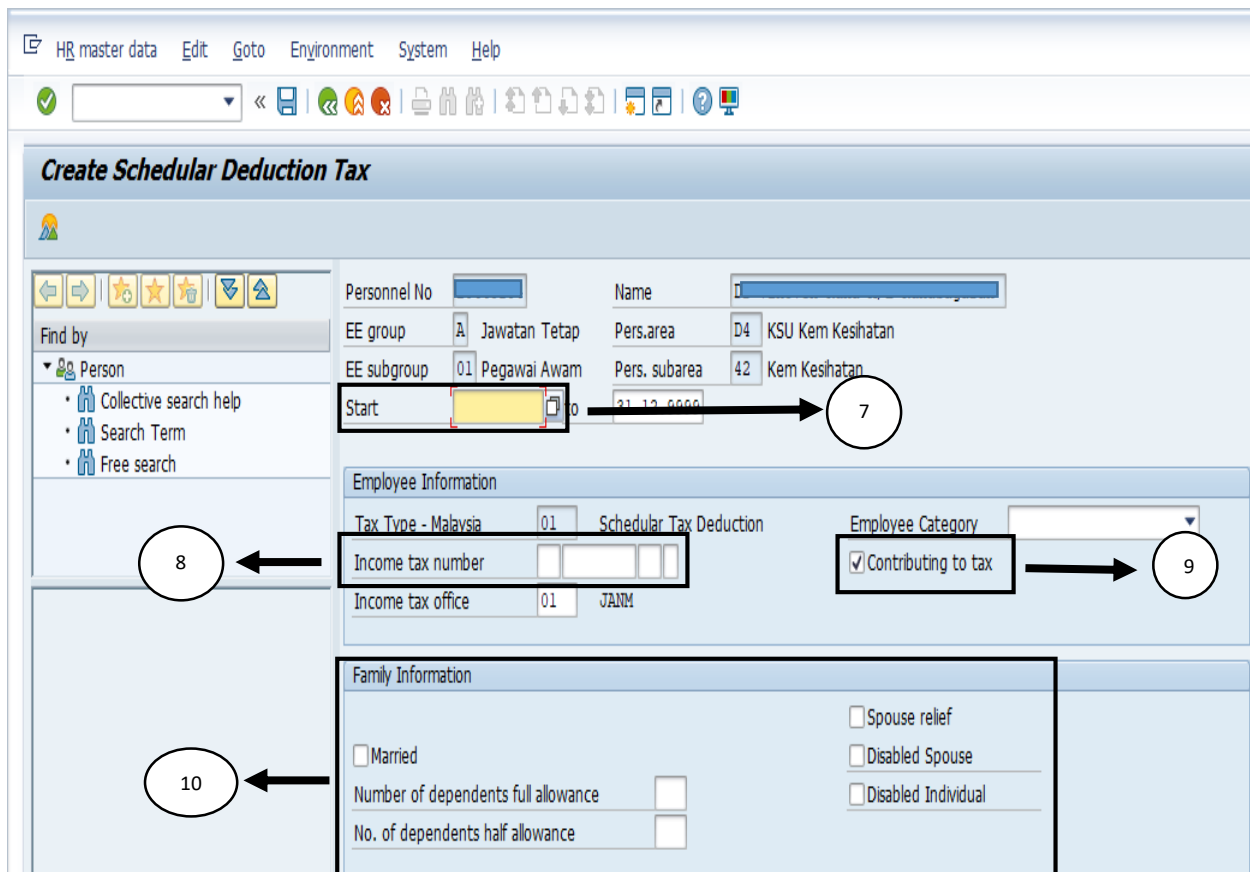 HR master data Edit Goto Environment System Help
Create Schedular Deduction Tax
Find by
Person
Collective search help
Search Term
Free search
Personnel No Name
EE group A Jawatan Tetap Pers.area D4 KSU Kem Kesihatan
EE subgroup 01 Pegawai Awam Pers. subarea 42 Kem Kesihatan
Start to 31.12.9999
7
Employee Information
Tax Type - Malaysia 01 Schedular Tax Deduction Employee Category
8
Income tax number Contributing to tax
9
Income tax office 01 JANM
Family Information
Spouse relief
Married Disabled Spouse
10
Number of dependents full allowance Disabled Individual
No. of dependents half allowance